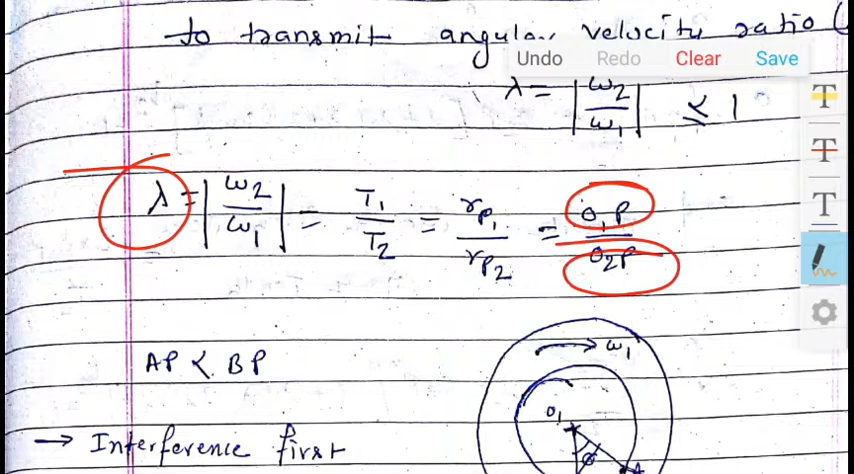 to transmit angular velocity ratio (
Undo Redo Clear Save
λ = |ω2/ω1| ≤ 1
λ = |ω2/ω1| = T1/T2 = rP1/rP2 = O1P/O2P
AP < BP
ω1
O1
→ Interference first
A
T
T
T